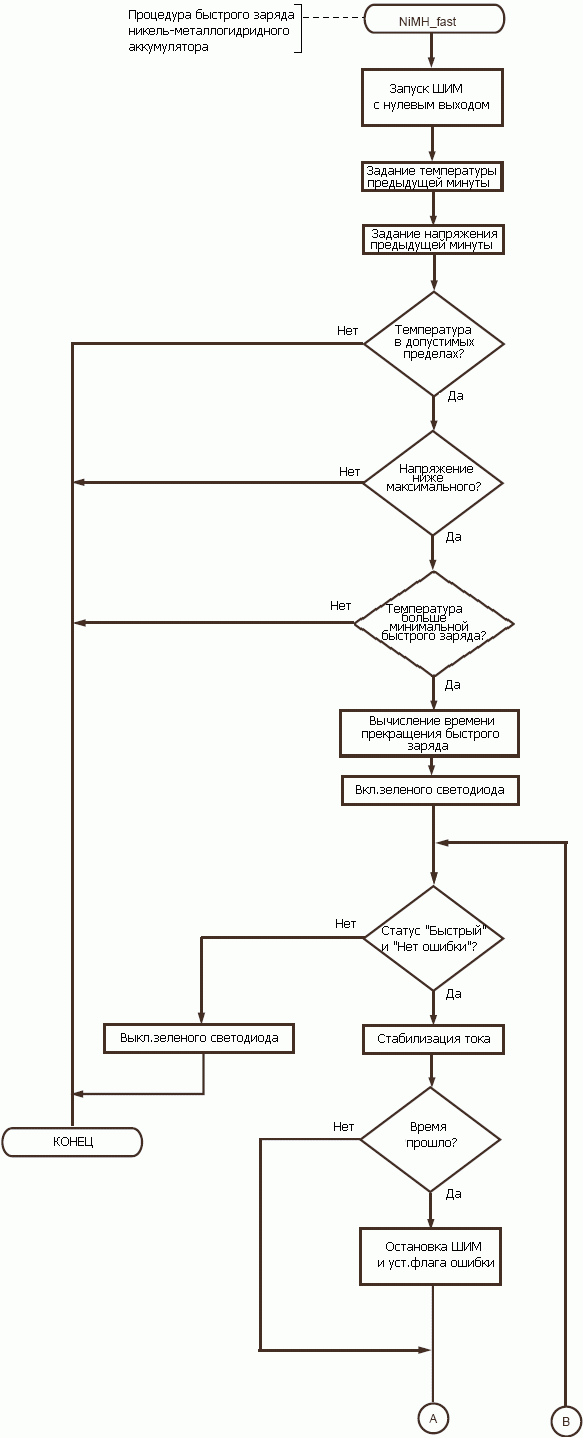 Процедура быстрого заряда
никель-металлогидридного
аккумулятора
NiMH_fast
Запуск ШИМ
с нулевым выходом
Задание температуры
предыдущей минуты
Задание напряжения
предыдущей минуты
Нет
Температура
в допустимых
пределах?
Да
Нет
Напряжение
ниже
максимального?
Да
Нет
Температура
больше
минимальной
быстрого заряда?
Да
Вычисление времени
прекращения быстрого
заряда
Вкл.зеленого светодиода
Нет
Статус "Быстрый"
и "Нет ошибки"?
Да
Выкл.зеленого светодиода
Стабилизация тока
КОНЕЦ
Нет
Время
прошло?
Да
Остановка ШИМ
и уст.флага ошибки
A
B